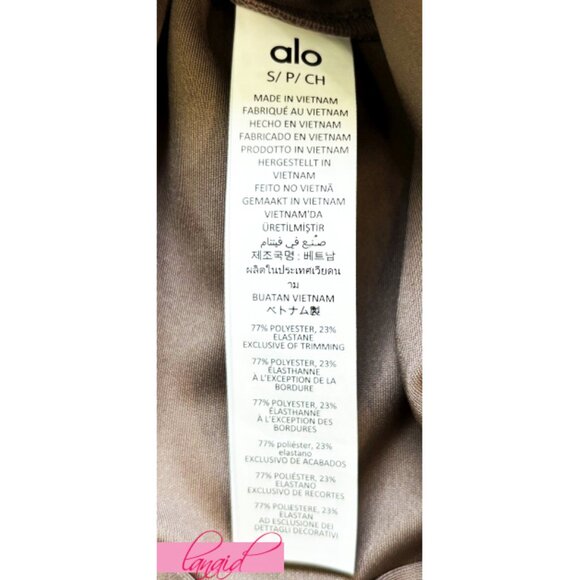 alo
S/ P/ CH
MADE IN VIETNAM
FABRIQUÉ AU VIETNAM
HECHO EN VIETNAM
FABRICADO EN VIETNAM
PRODOTTO IN VIETNAM
HERGESTELLT IN
VIETNAM
FEITO NO VIETNÃ
GEMAAKT IN VIETNAM
VIETNAM'DA
ÜRETİLMİŞTİR
صنع في فيتنام
제조국명 : 베트남
ผลิตในประเทศเวียดน
าม
BUATAN VIETNAM
ベトナム製
77% POLYESTER, 23%
ELASTANE
EXCLUSIVE OF TRIMMING
77% POLYESTER, 23%
ÉLASTHANNE
À L'EXCEPTION DE LA
BORDURE
77% POLYESTER, 23%
ÉLASTHANNE
À L'EXCEPTION DES
BORDURES
77% poliéster, 23%
elastano
EXCLUSIVO DE ACABADOS
77% POLIÉSTER, 23%
ELASTANO
EXCLUSIVO DE RECORTES
77% POLIESTERE, 23%
ELASTAN
AD ESCLUSIONE DEI
DETTAGLI DECORATIVI
lanaid